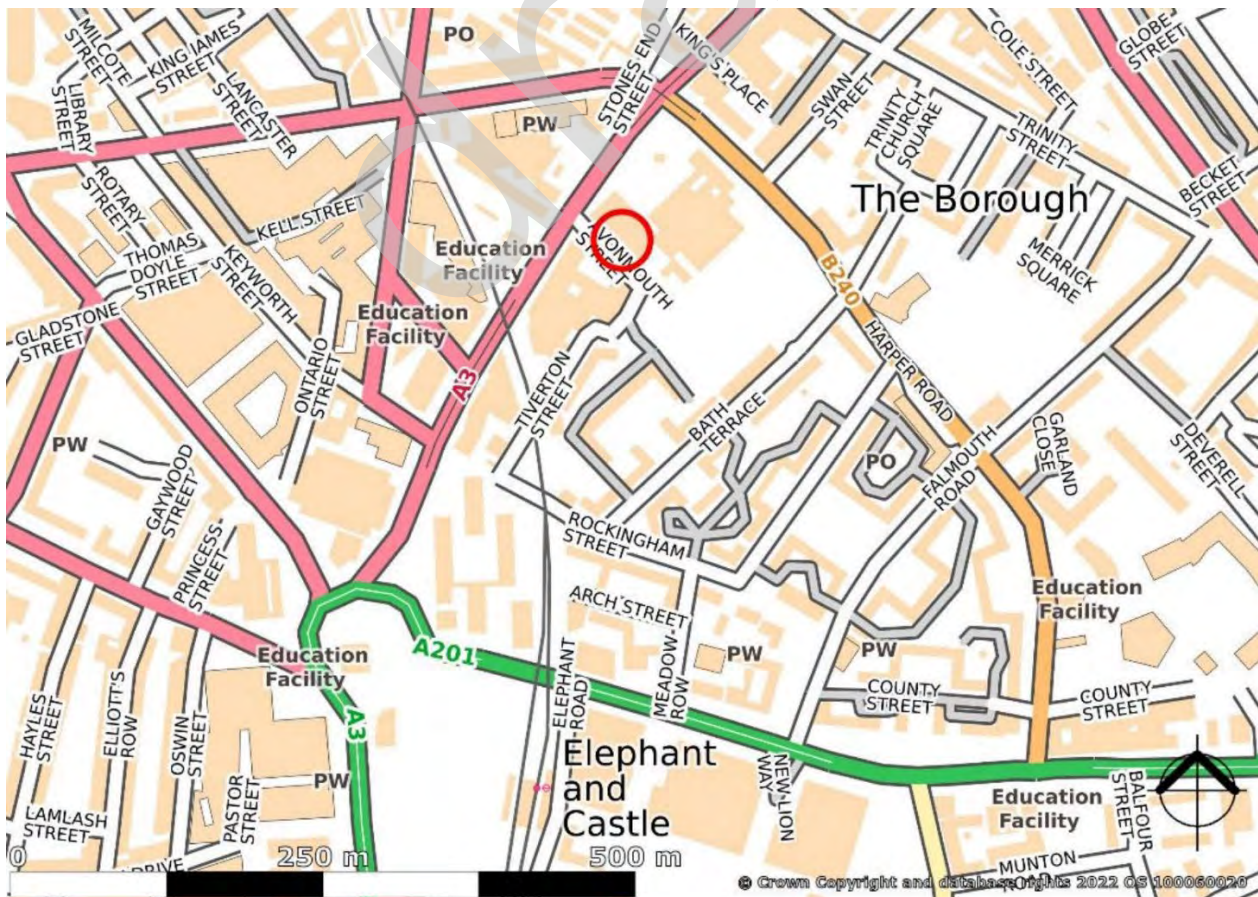 MILCOTE
STREET
KING JAMES
STREET
PO
STONES END
STREET
KING'S PLACE
COLE STREET
GLOBE
STREET
LIBRARY
STREET
LANCASTER
STREET
PW
SWAN
STREET
TRINITY
CHURCH
SQUARE
TRINITY
STREET
BECKET
STREET
ROTARY
STREET
KELL STREET
The Borough
THOMAS
DOYLE
STREET
KEYWORTH
STREET
Education
Facility
VONMOUTH
STREET
MERRICK
SQUARE
B240
GLADSTONE
STREET
Education
Facility
HARPER ROAD
ONTARIO
STREET
A3
TIVERTON
STREET
BATH
TERRACE
PW
GAYWOOD
STREET
PO
FALMOUTH
ROAD
GARLAND
CLOSE
DEVERELL
STREET
PRINCESS
STREET
ROCKINGHAM
STREET
ARCH STREET
Education
Facility
A201
Education
Facility
PW
PW
HAYLES
STREET
ELLIOTT'S
ROW
OSWIN
STREET
A3
ELEPHANT
ROAD
MEADOW
ROW
COUNTY
STREET
COUNTY
STREET
Elephant
and
Castle
NEW LION
WAY
PW
PASTOR
STREET
Education
Facility
BALFOUR
STREET
LAMLASH
STREET
DRIVE
MUNTON
0
250 m
500 m
© Crown Copyright and database rights 2022 OS 100060020